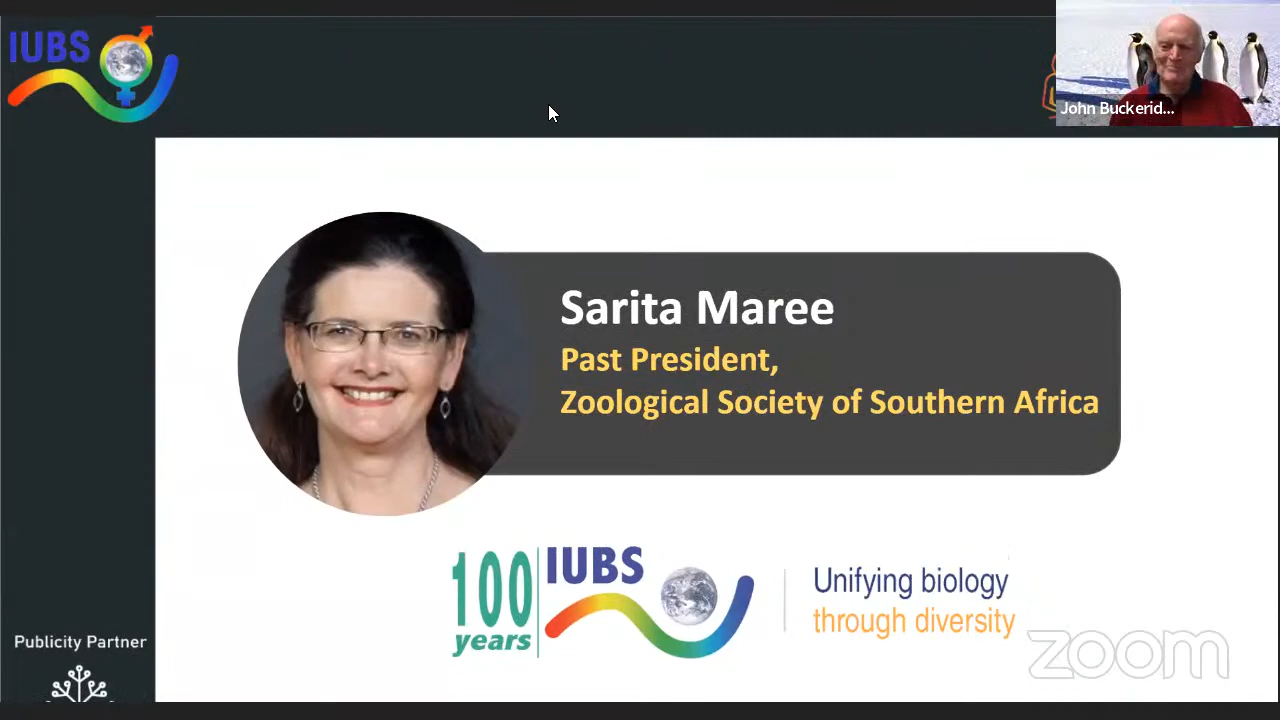 IUBS
John Buckerid...
Sarita Maree
Past President,
Zoological Society of Southern Africa
100
years
IUBS
Unifying biology
through diversity
zoom
Publicity Partner